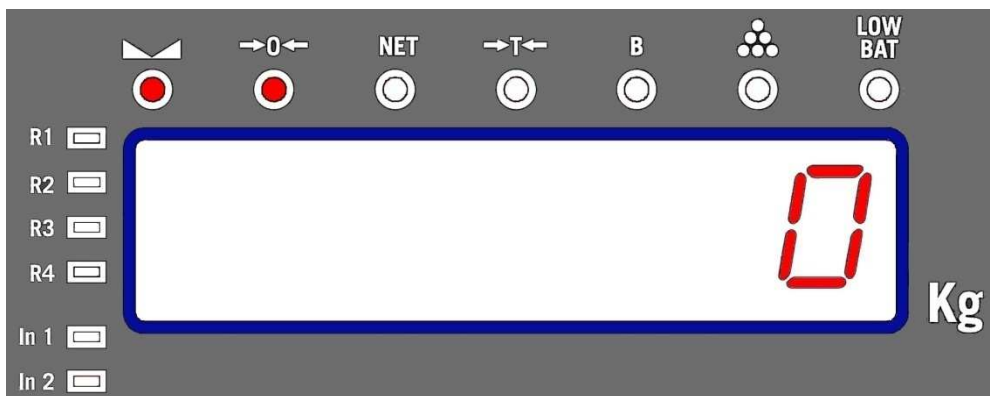 →0← NET →T← B LOW BAT
R1
R2
R3
R4
0
Kg
In 1
In 2